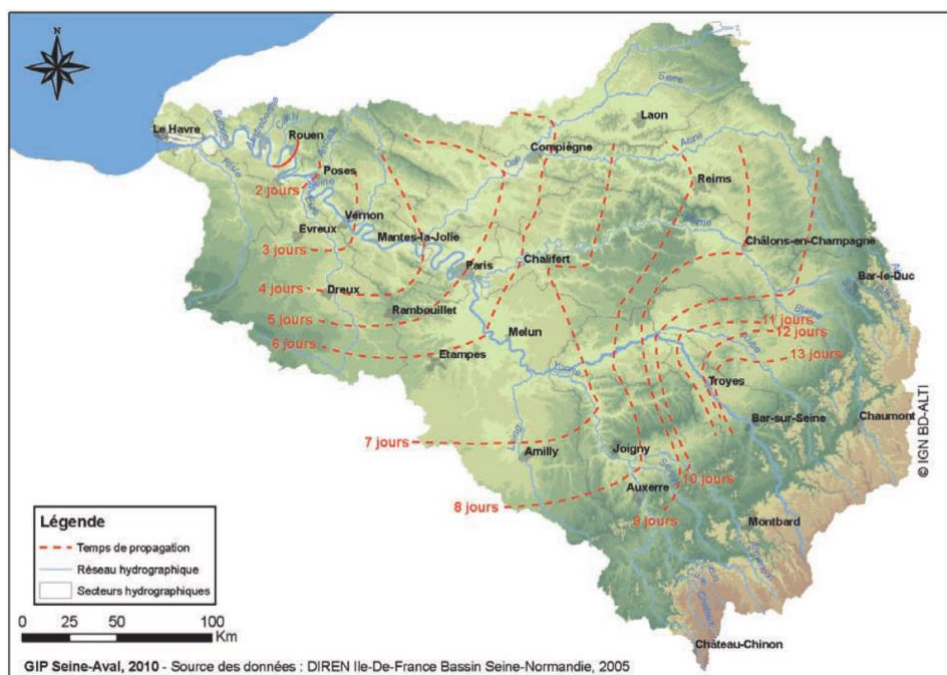 N
Serre
Laon
Le Havre
Cailly
Rouen
Compiègne
Aisne
Oise
Risle
Poses
Reims
2 jours
Seine
Eure
Marne
Vernon
Evreux
Mantes-la-Jolie
3 jours
Châlons-en-Champagne
Chalifert
Paris
Bar-le-Duc
4 jours
Dreux
Rambouillet
5 jours
11 jours
Melun
12 jours
6 jours
Etampes
13 jours
Yonne
Troyes
Bar-sur-Seine
Chaumont
7 jours
Loing
Amilly
Joigny
10 jours
Auxerre
8 jours
9 jours
Montbard
Château-Chinon
© IGN BD-ALTI
Légende
Temps de propagation
Réseau hydrographique
Secteurs hydrographiques
0 25 50 100
Km
GIP Seine-Aval, 2010 - Source des données : DIREN Ile-De-France Bassin Seine-Normandie, 2005